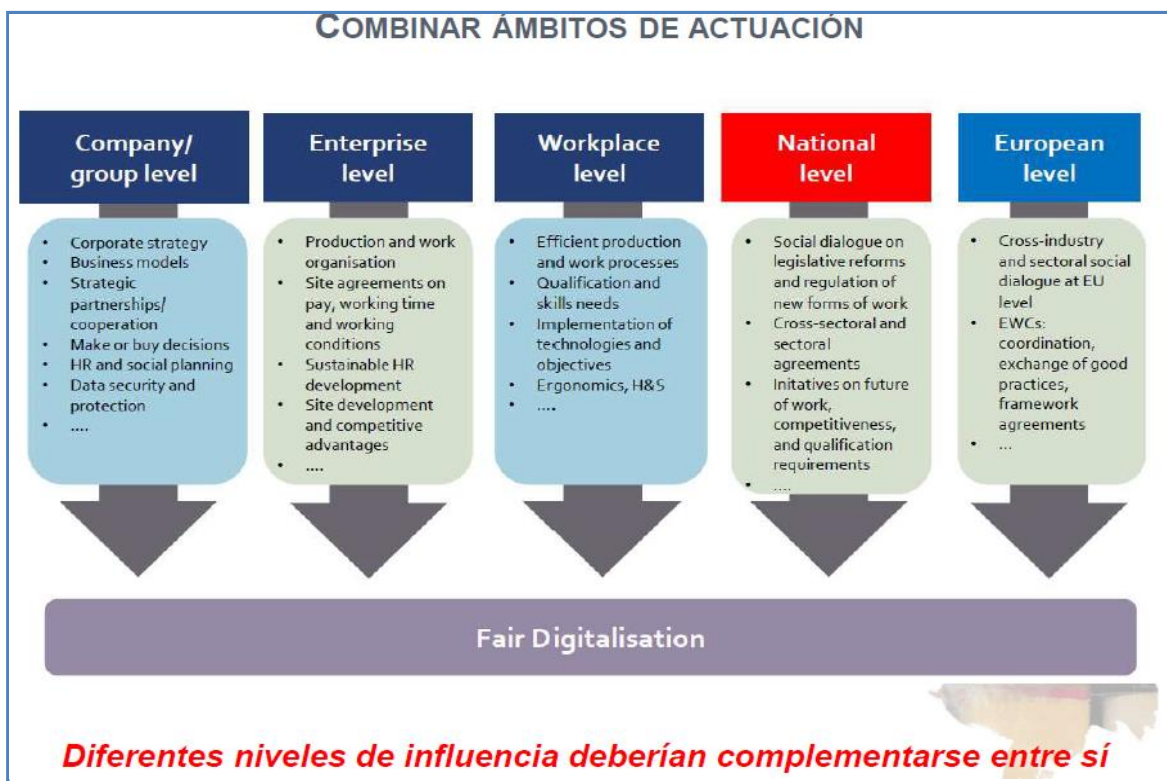 COMBINAR ÁMBITOS DE ACTUACIÓN
Company/
group level
• Corporate strategy
• Business models
• Strategic
partnerships/
cooperation
• Make or buy decisions
• HR and social planning
• Data security and
protection
• ....
Enterprise
level
• Production and work
organisation
• Site agreements on
pay, working time
and working
conditions
• Sustainable HR
development
• Site development
and competitive
advantages
• ....
Workplace
level
• Efficient production
and work processes
• Qualification and
skills needs
• Implementation of
technologies and
objectives
• Ergonomics, H&S
• ....
National
level
• Social dialogue on
legislative reforms
and regulation of
new forms of work
• Cross-sectoral and
sectoral
agreements
• Initatives on future
of work,
competitiveness,
and qualification
requirements
• ....
European
level
• Cross-industry
and sectoral social
dialogue at EU
level
• EWCs:
coordination,
exchange of good
practices,
framework
agreements
• ...
Fair Digitalisation
Diferentes niveles de influencia deberían complementarse entre sí